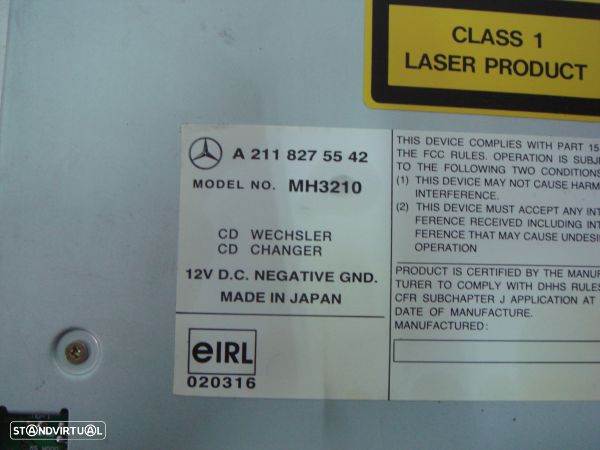 CLASS 1
LASER PRODUCT
A 211 827 55 42
MODEL NO. MH3210
CD WECHSLER
CD CHANGER
12V D.C. NEGATIVE GND.
MADE IN JAPAN
eIRL
020316
THIS DEVICE COMPLIES WITH PART 15
THE FCC RULES. OPERATION IS SUBJ
TO THE FOLLOWING TWO CONDITIONS
(1) THIS DEVICE MAY NOT CAUSE HARM
INTERFERENCE.
(2) THIS DEVICE MUST ACCEPT ANY INT
FERENCE RECEIVED INCLUDING INT
FERENCE THAT MAY CAUSE UNDESI
OPERATION
PRODUCT IS CERTIFIED BY THE MANUF
TURER TO COMPLY WITH DHHS RULES
CFR SUBCHAPTER J APPLICATION AT
DATE OF MANUFACTURE.
MANUFACTURED:
STANDVIRTUAL